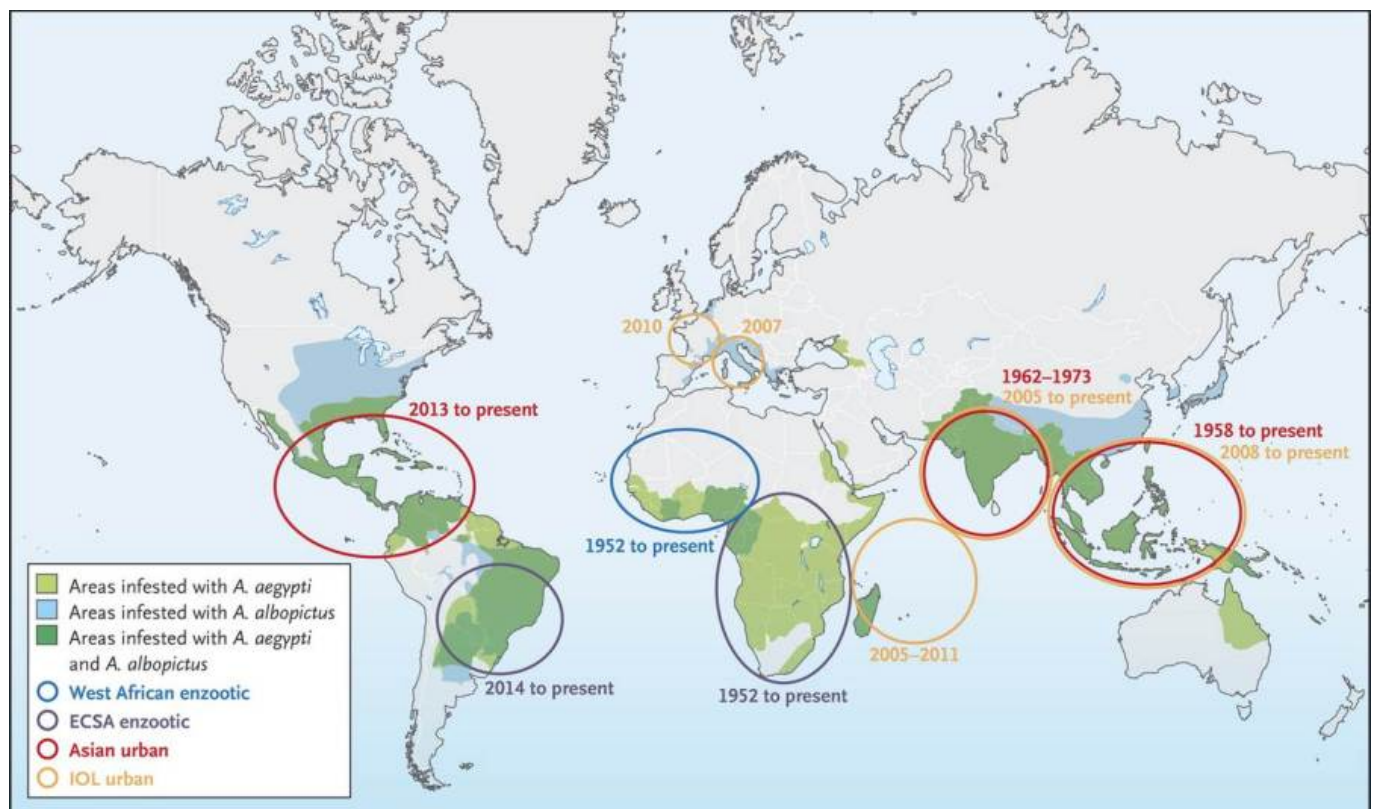 2010
2007
1962–1973
2005 to present
2013 to present
1958 to present
2008 to present
1952 to present
2005–2011
2014 to present
1952 to present
Areas infested with A. aegypti
Areas infested with A. albopictus
Areas infested with A. aegypti
and A. albopictus
West African enzootic
ECSA enzootic
Asian urban
IOL urban